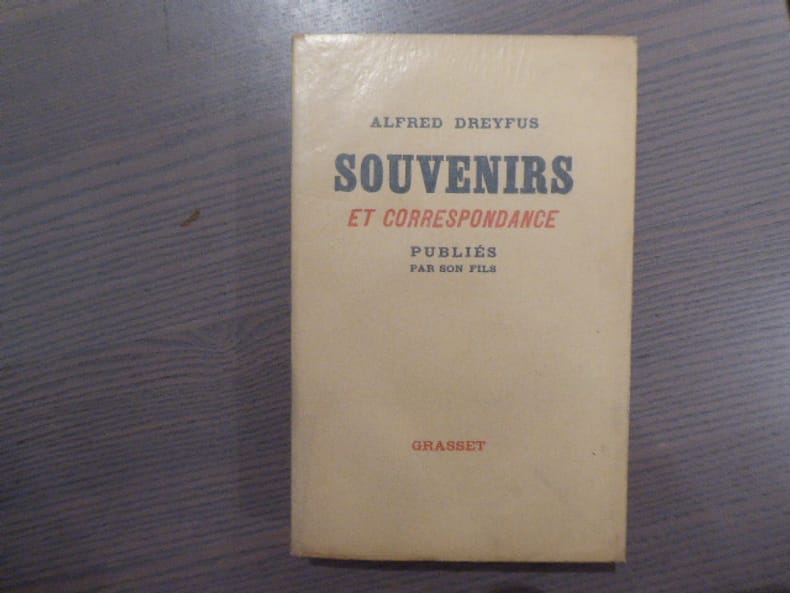 ALFRED DREYFUS
SOUVENIRS
ET CORRESPONDANCE
PUBLIÉS
PAR SON FILS
GRASSET